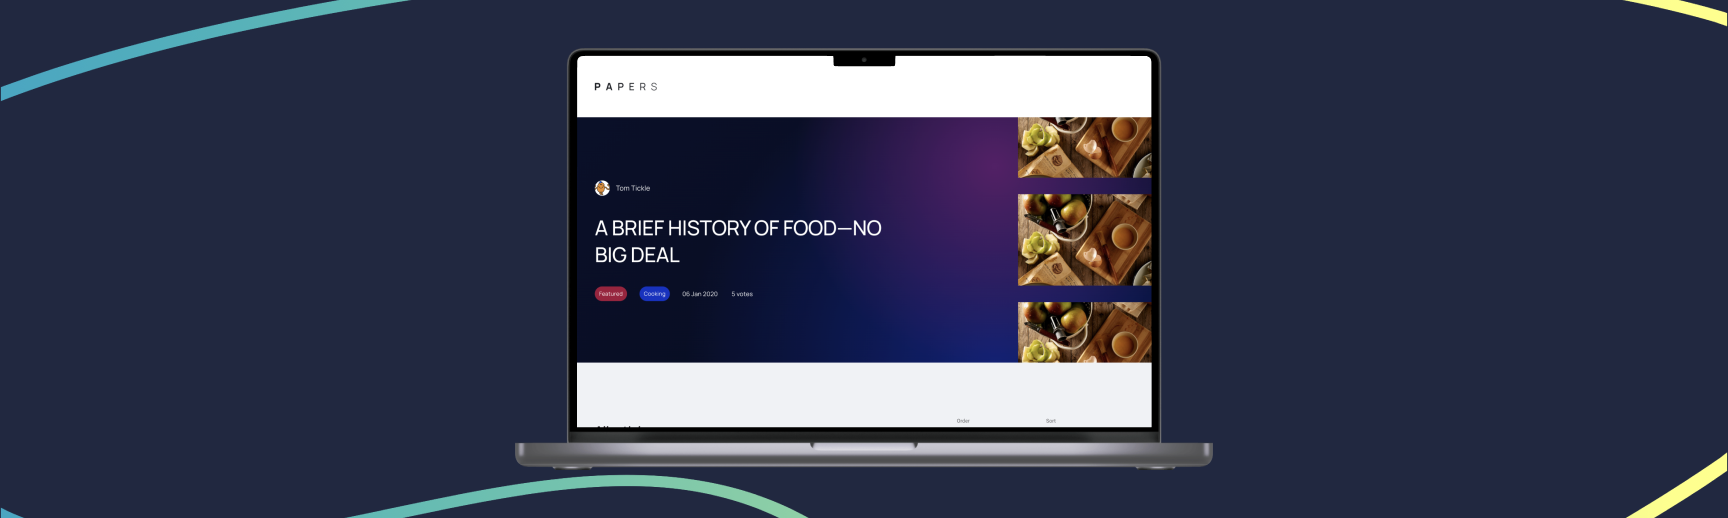 PAPERS
Tom Tickle
A BRIEF HISTORY OF FOOD—NO
BIG DEAL
Featured Cooking 06 Jan 2020 5 votes
Order Sort